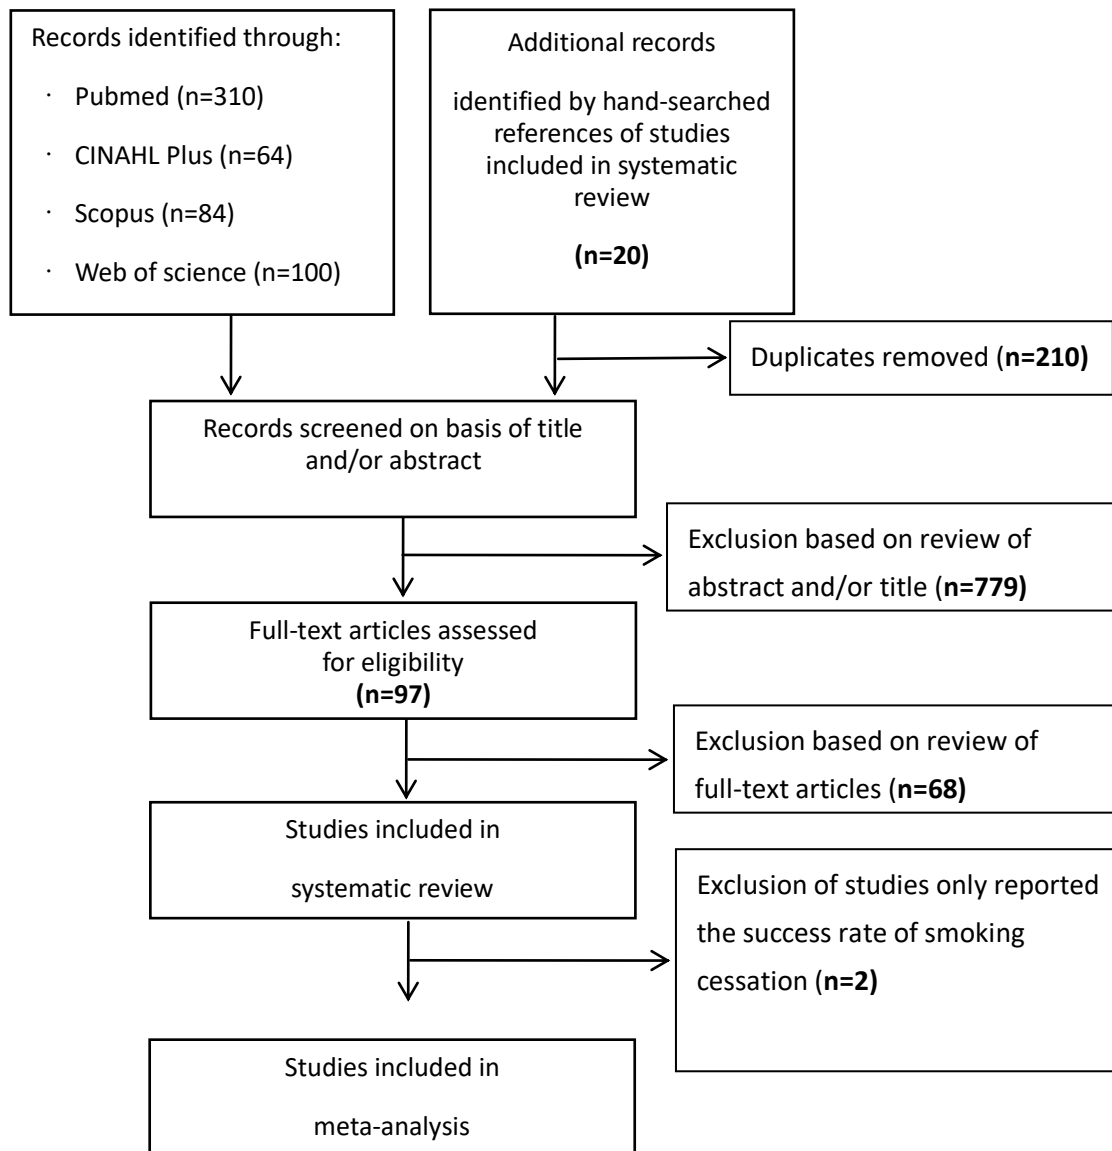 Records identified through:
· Pubmed (n=310)
· CINAHL Plus (n=64)
· Scopus (n=84)
· Web of science (n=100)
Additional records
identified by hand-searched
references of studies
included in systematic
review
(n=20)
Duplicates removed (n=210)
Records screened on basis of title
and/or abstract
Exclusion based on review of
abstract and/or title (n=779)
Full-text articles assessed
for eligibility
(n=97)
Exclusion based on review of
full-text articles (n=68)
Studies included in
systematic review
Exclusion of studies only reported
the success rate of smoking
cessation (n=2)
Studies included in
meta-analysis